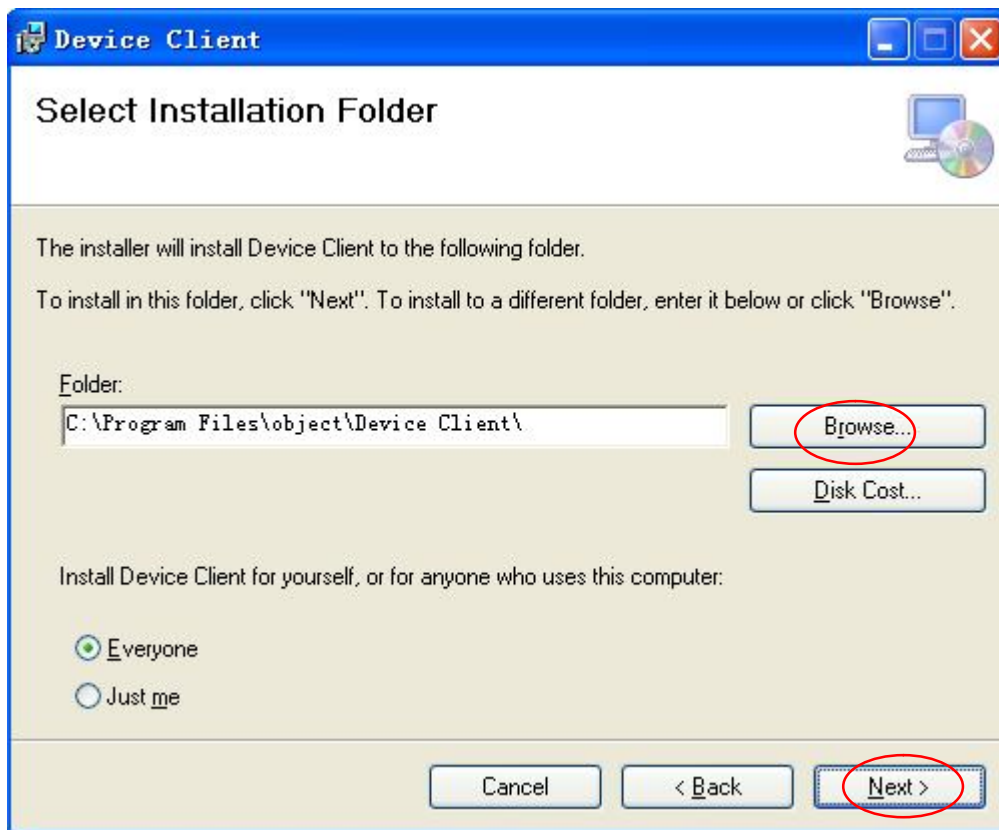 Device Client
Select Installation Folder
The installer will install Device Client to the following folder.
To install in this folder, click "Next". To install to a different folder, enter it below or click "Browse".
Folder:
C:\Program Files\object\Device Client\
Browse...
Disk Cost...
Install Device Client for yourself, or for anyone who uses this computer:
Everyone
Just me
Cancel
< Back
Next >